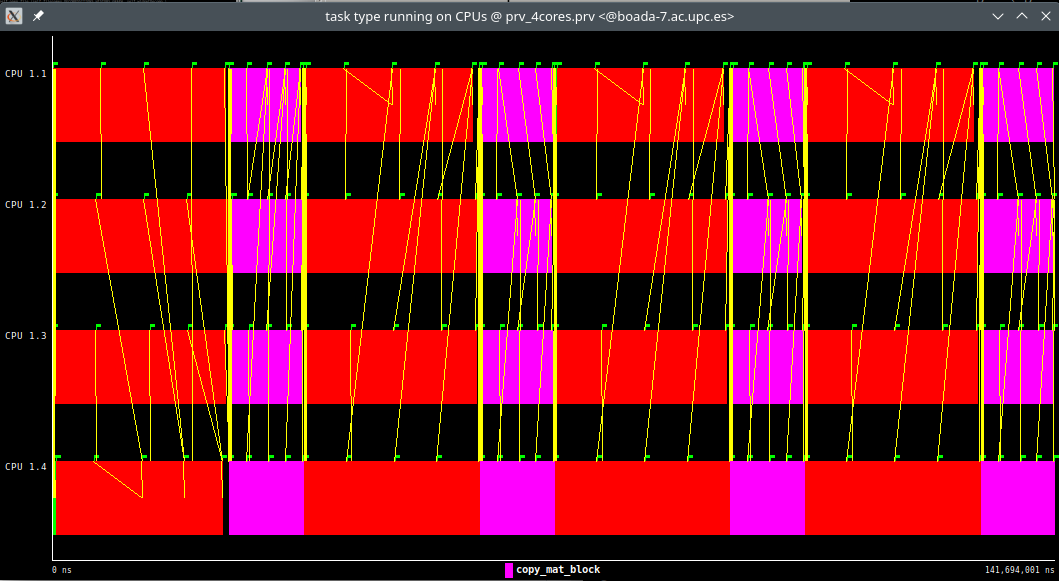 task type running on CPUs @ prv_4cores.prv <@boada-7.ac.upc.es>
CPU 1.1
CPU 1.2
CPU 1.3
CPU 1.4
0 ns
copy_mat_block
141,694,001 ns